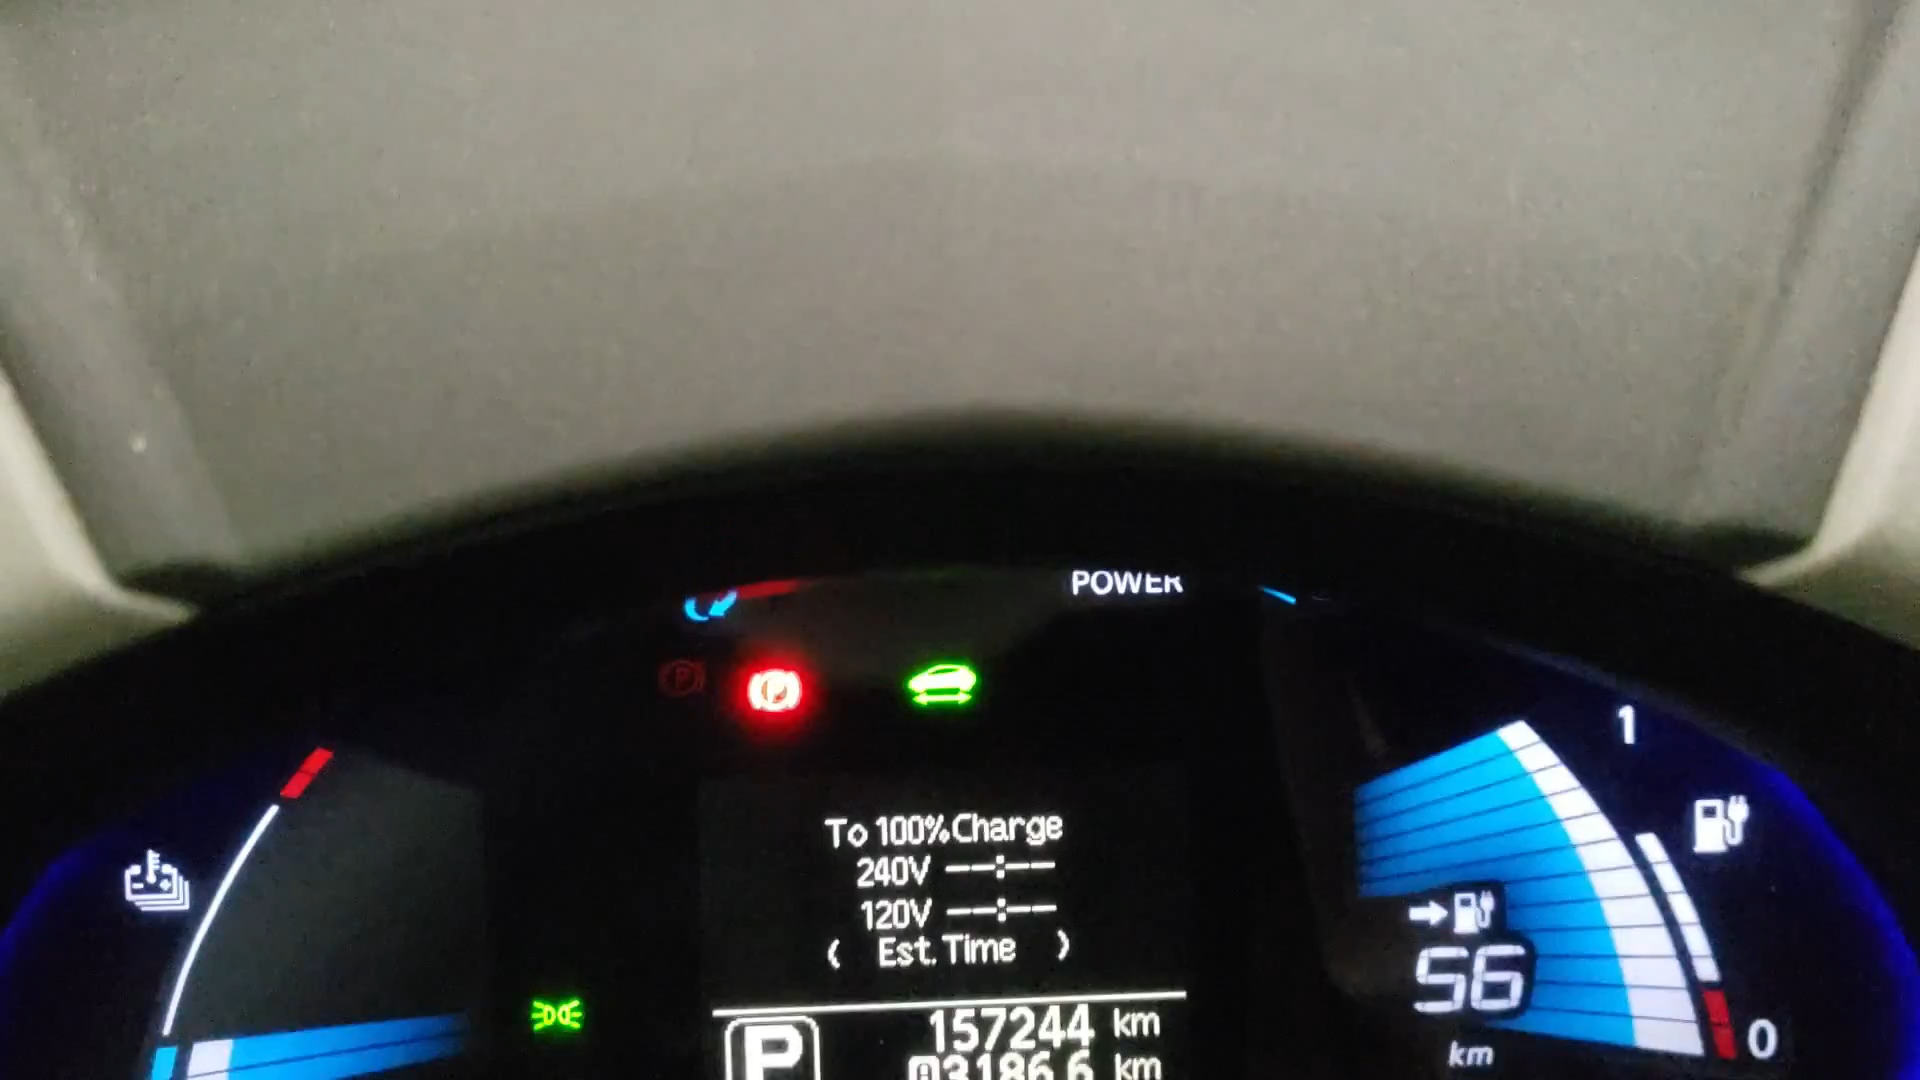 POWER
P
P
1
To 100% Charge
240V --:--
120V --:--
( Est. Time )
56
km
P
157244 km
3186.6 km
0